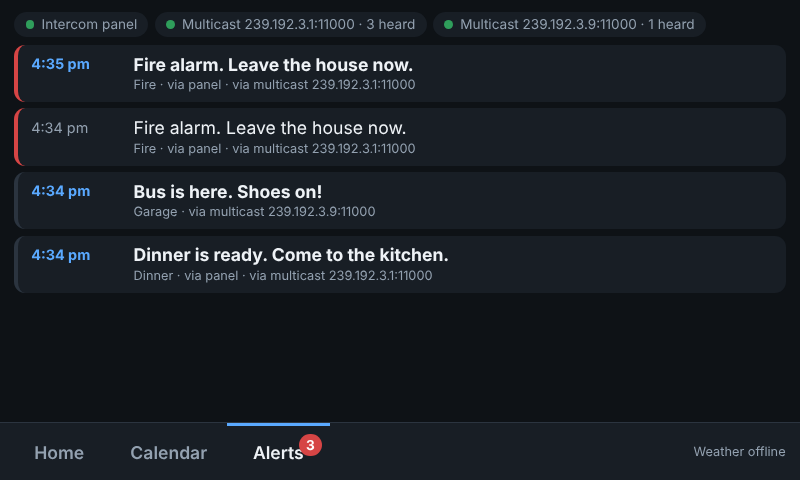 Intercom panel
Multicast 239.192.3.1:11000 · 3 heard
Multicast 239.192.3.9:11000 · 1 heard
4:35 pm
Fire alarm. Leave the house now.
Fire · via panel · via multicast 239.192.3.1:11000
4:34 pm
Fire alarm. Leave the house now.
Fire · via panel · via multicast 239.192.3.1:11000
4:34 pm
Bus is here. Shoes on!
Garage · via multicast 239.192.3.9:11000
4:34 pm
Dinner is ready. Come to the kitchen.
Dinner · via panel · via multicast 239.192.3.1:11000
Home
Calendar
Alerts
3
Weather offline